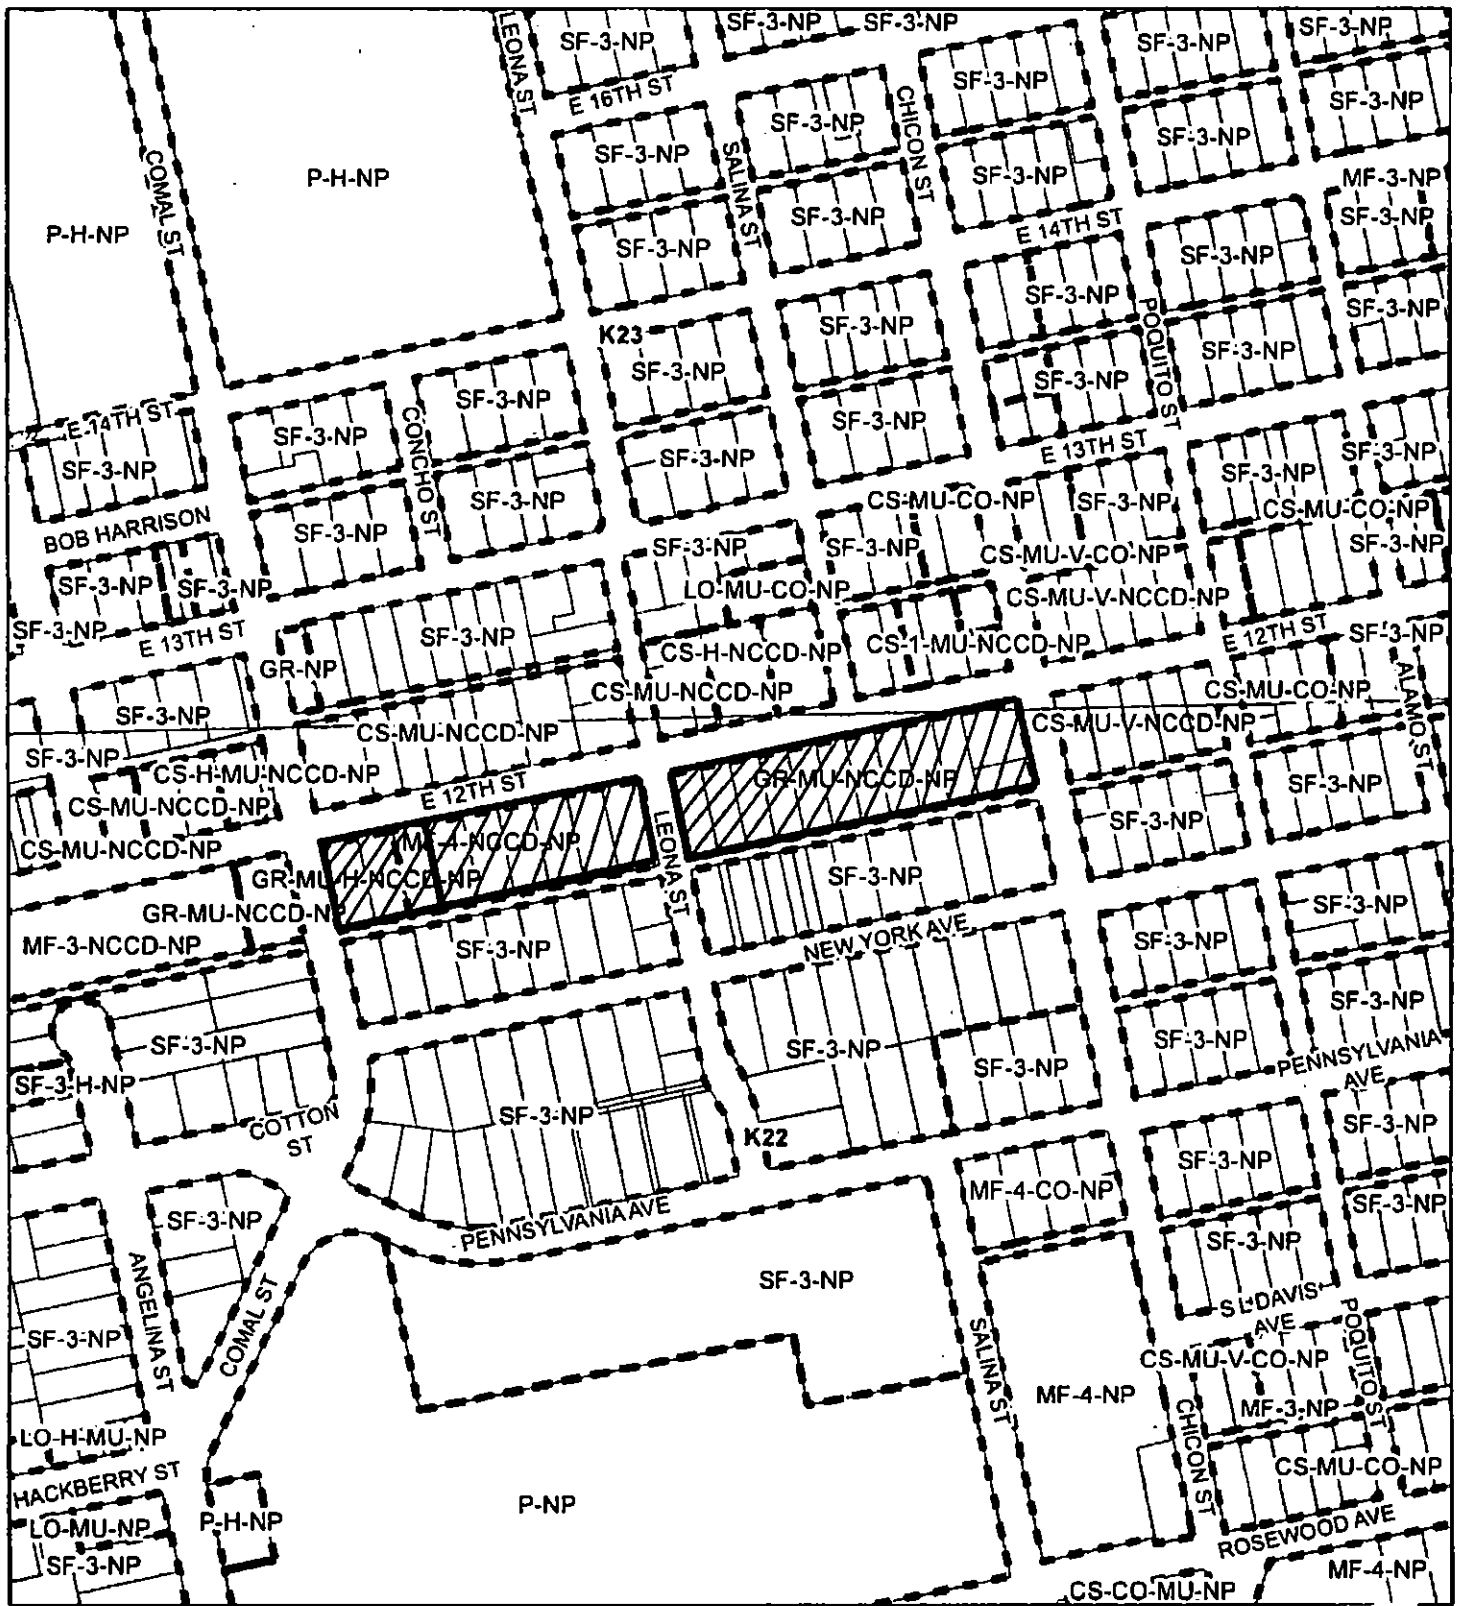 SF-3-NP SF-3-NP SF-3-NP
SF-3-NP SF-3-NP
LEONA ST
E 16TH ST
SF-3-NP
SF-3-NP
SF-3-NP
CHICON ST
SF-3-NP
COMAL ST
P-H-NP
SF-3-NP
SALINA ST
SF-3-NP
MF-3-NP
SF-3-NP
SF-3-NP
P-H-NP
SF-3-NP
E 14TH ST
SF-3-NP
SF-3-NP
POQUITO ST
SF-3-NP
K23
SF-3-NP
SF-3-NP
SF-3-NP
SF-3-NP
SF-3-NP
E 14TH ST
SF-3-NP
CONCHO ST
SF-3-NP
E 13TH ST
SF-3-NP
SF-3-NP
SF-3-NP
SF-3-NP
SF-3-NP
CS-MU-CO-NP
SF-3-NP
CS-MU-CO-NP
BOB HARRISON
SF-3-NP
SF-3-NP
SF-3-NP
CS-MU-V-CO-NP
SF-3-NP
SF-3-NP
SF-3-NP
LO-MU-CO-NP
CS-MU-V-NCCD-NP
SF-3-NP
E 13TH ST
SF-3-NP
E 12TH ST
SF-3-NP
GR-NP
CS-H-NCCD-NP
CS-1-MU-NCCD-NP
CS-MU-NCCD-NP
CS-MU-CO-NP
ALAMO ST
SF-3-NP
CS-MU-NCCD-NP
CS-MU-V-NCCD-NP
SF-3-NP
CS-H-MU-NCCD-NP
E 12TH ST
GR-MU-NCCD-NP
SF-3-NP
CS-MU-NCCD-NP
LEONA ST
SF-3-NP
CS-MU-NCCD-NP
MF-4-NCCD-NP
GR-MU-H-NCCD-NP
SF-3-NP
GR-MU-NCCD-NP
SF-3-NP
MF-3-NCCD-NP
SF-3-NP
NEW YORK AVE
SF-3-NP
SF-3-NP
SF-3-NP
SF-3-NP
SF-3-NP
SF-3-H-NP
SF-3-NP
PENNSYLVANIA
AVE
COTTON
ST
SF-3-NP
K22
SF-3-NP
SF-3-NP
MF-4-CO-NP
SF-3-NP
SF-3-NP
PENNSYLVANIA AVE
SF-3-NP
ANGELINA ST
COMAL ST
SF-3-NP
S L DAVIS
AVE
SF-3-NP
SALINA ST
POQUITO ST
CS-MU-V-CO-NP
MF-4-NP
CHICON ST
MF-3-NP
LO-H-MU-NP
HACKBERRY ST
CS-MU-CO-NP
P-NP
LO-MU-NP
P-H-NP
ROSEWOOD AVE
SF-3-NP
MF-4-NP
CS-CO-MU-NP